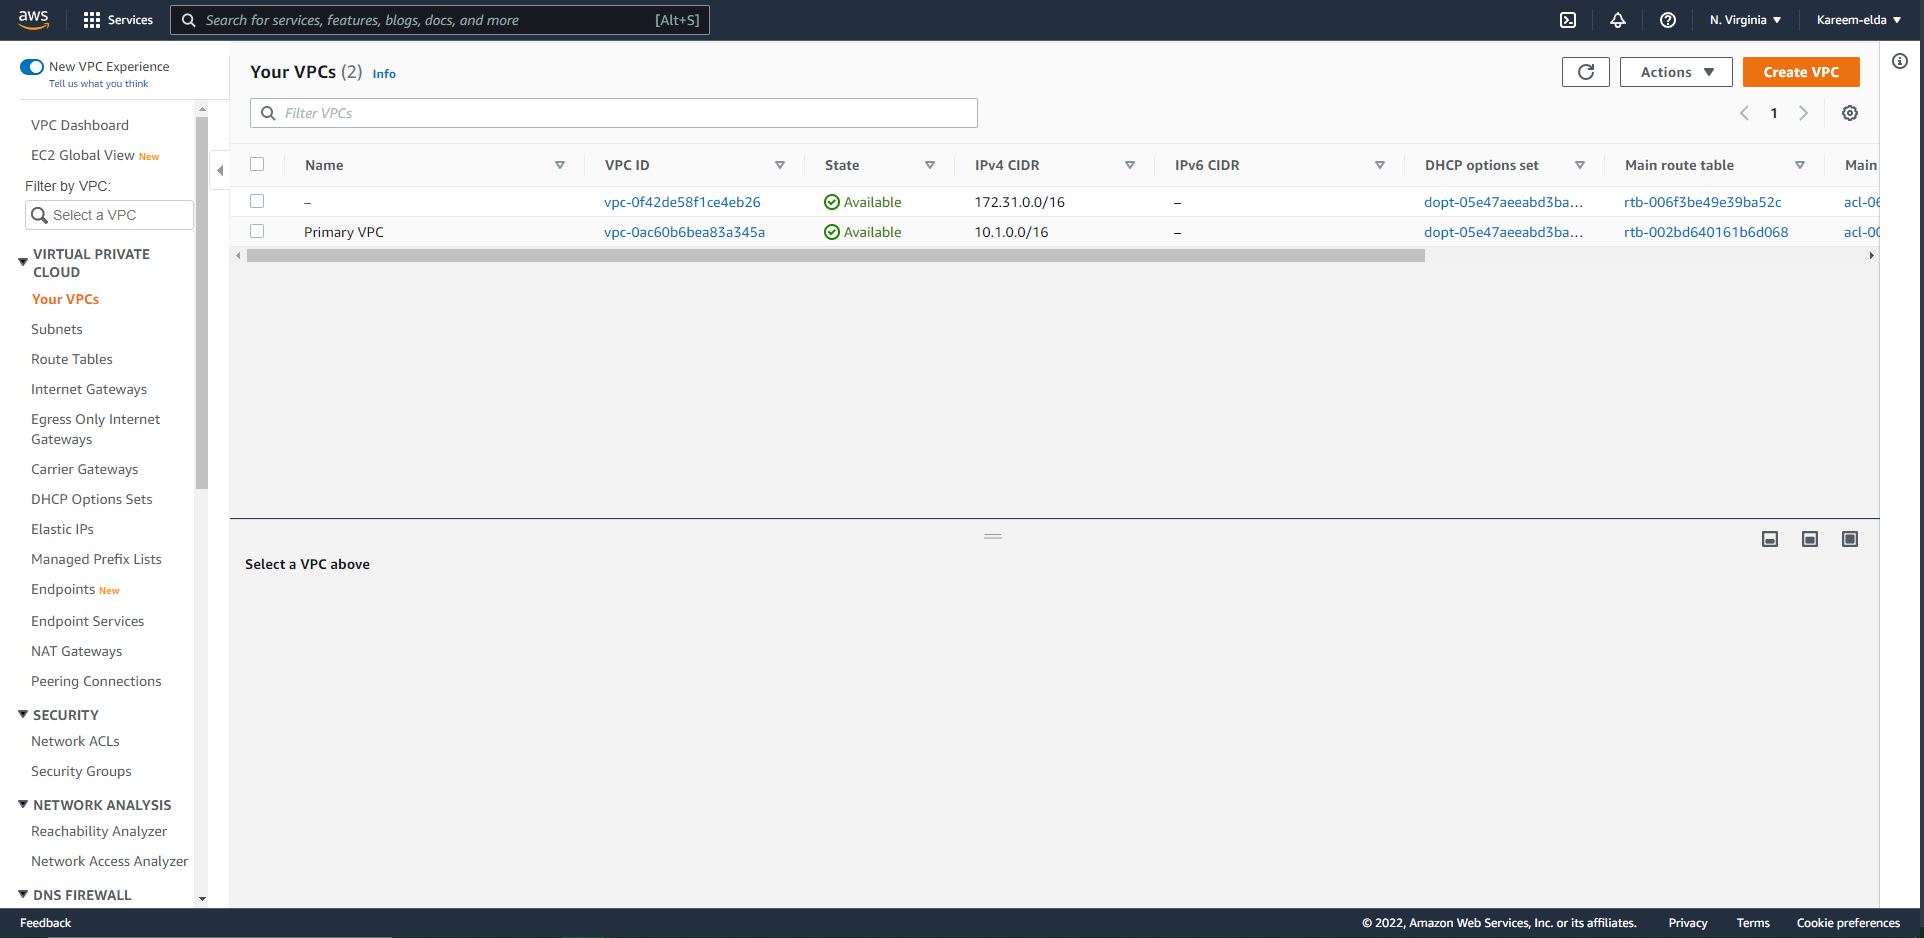 aws
Services
Search for services, features, blogs, docs, and more
[Alt+S]
N. Virginia
Kareem-elda
New VPC Experience
Tell us what you think
VPC Dashboard
EC2 Global View New
Filter by VPC:
Select a VPC
VIRTUAL PRIVATE
CLOUD
Your VPCs
Subnets
Route Tables
Internet Gateways
Egress Only Internet
Gateways
Carrier Gateways
DHCP Options Sets
Elastic IPs
Managed Prefix Lists
Endpoints New
Endpoint Services
NAT Gateways
Peering Connections
SECURITY
Network ACLs
Security Groups
NETWORK ANALYSIS
Reachability Analyzer
Network Access Analyzer
DNS FIREWALL
Your VPCs (2) Info
Actions
Create VPC
Filter VPCs
1
Name VPC ID State IPv4 CIDR IPv6 CIDR DHCP options set Main route table Main
– vpc-0f42de58f1ce4eb26 Available 172.31.0.0/16 – dopt-05e47aeeabd3ba... rtb-006f3be49e39ba52c acl-06
Primary VPC vpc-0ac60b6bea83a345a Available 10.1.0.0/16 – dopt-05e47aeeabd3ba... rtb-002bd640161b6d068 acl-00
Select a VPC above
Feedback
© 2022, Amazon Web Services, Inc. or its affiliates. Privacy Terms Cookie preferences